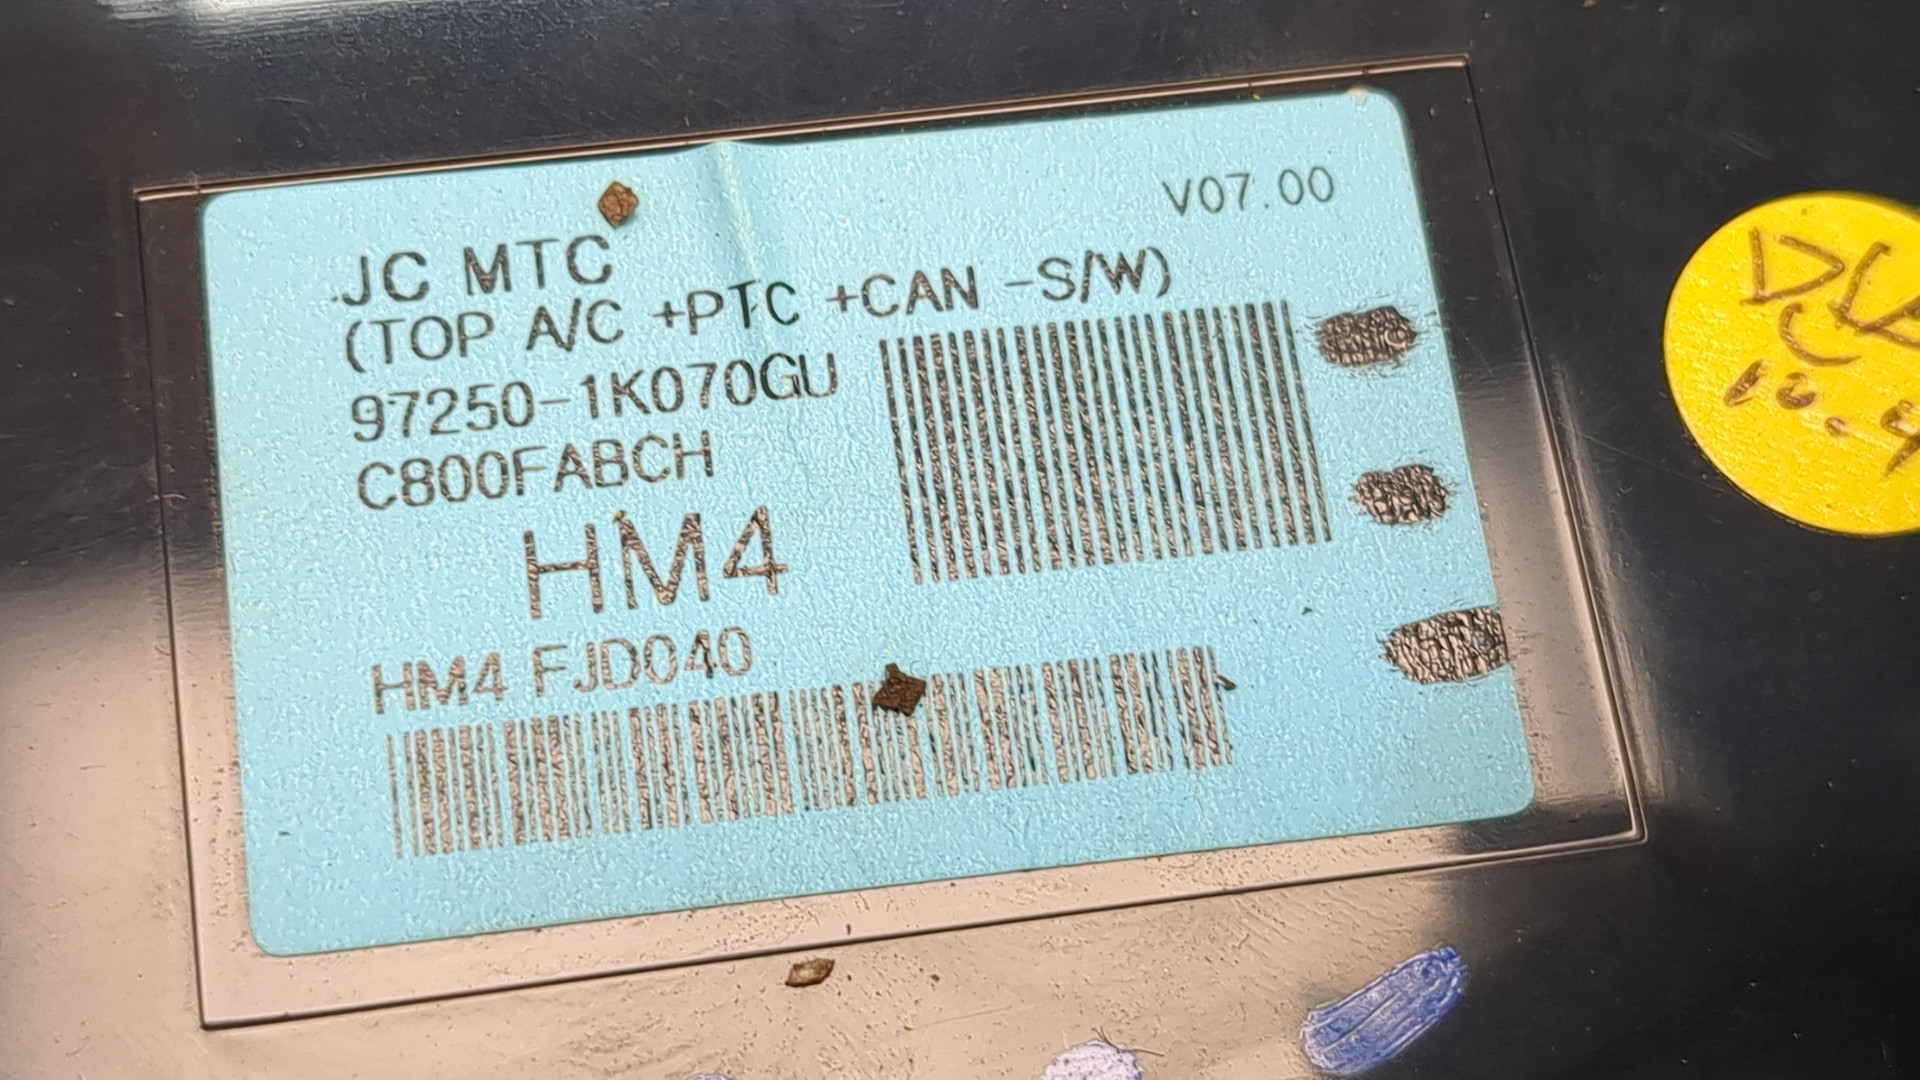 V07.00
JC MTC
(TOP A/C +PTC +CAN -S/W)
97250-1K070GU
C800FABCH
HM4
HM4 FJD040